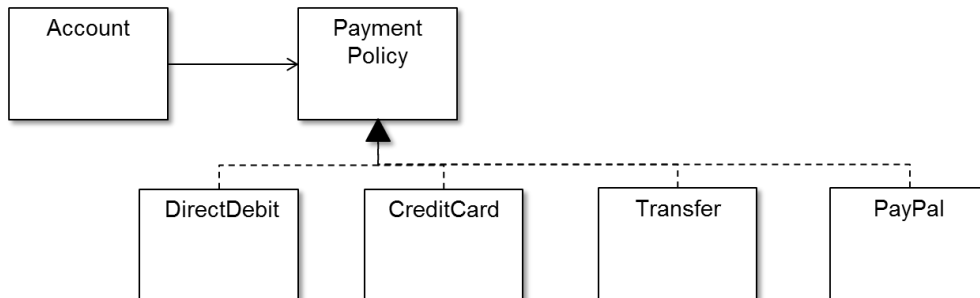 Account
Payment
Policy
DirectDebit
CreditCard
Transfer
PayPal